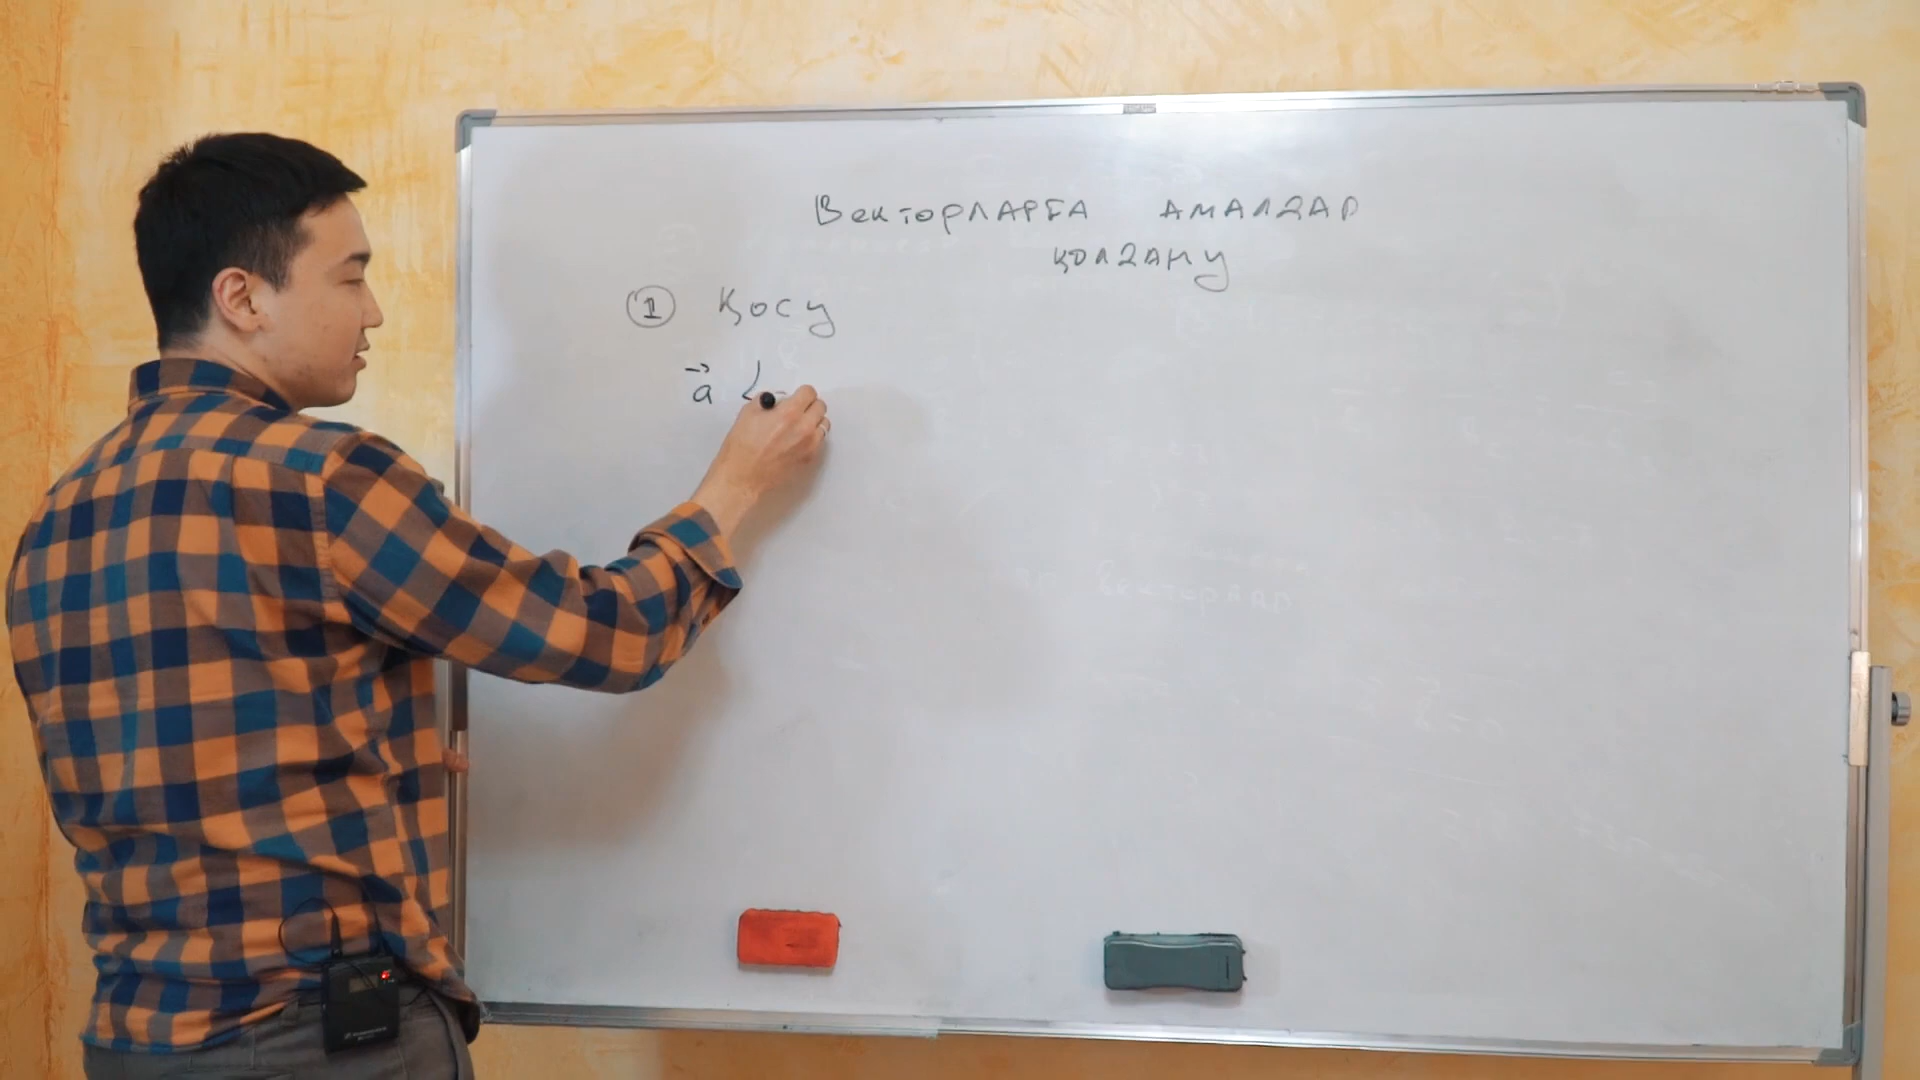 Векторларға амалдар
қолдану
① Қосу
a⃗